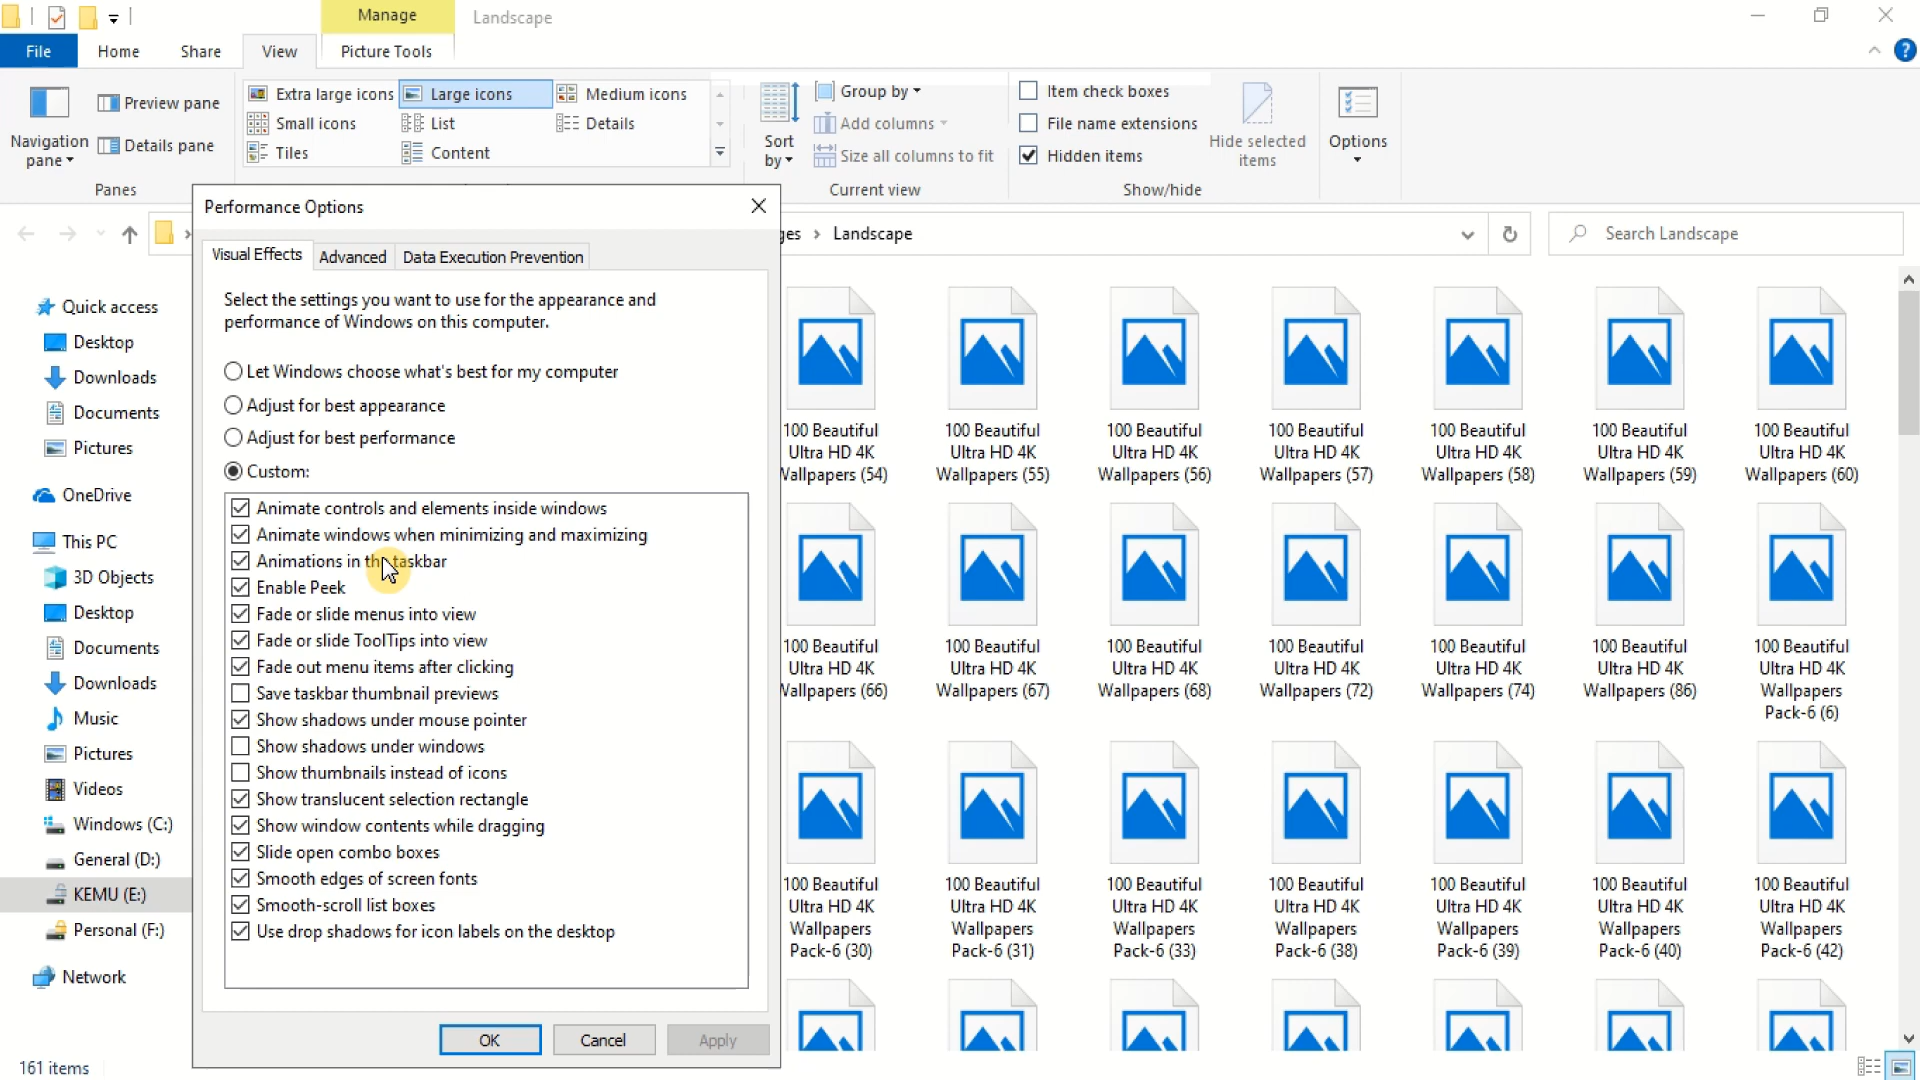 Manage
Landscape
File
Home
Share
View
Picture Tools
Navigation
pane
Preview pane
Details pane
Panes
Extra large icons
Large icons
Medium icons
Small icons
List
Details
Tiles
Content
Sort
by
Group by
Add columns
Size all columns to fit
Current view
Item check boxes
File name extensions
Hidden items
Hide selected
items
Show/hide
Options
ges › Landscape
Search Landscape
Quick access
Desktop
Downloads
Documents
Pictures
OneDrive
This PC
3D Objects
Desktop
Documents
Downloads
Music
Pictures
Videos
Windows (C:)
General (D:)
KEMU (E:)
Personal (F:)
Network
161 items
Performance Options
Visual Effects
Advanced
Data Execution Prevention
Select the settings you want to use for the appearance and
performance of Windows on this computer.
Let Windows choose what's best for my computer
Adjust for best appearance
Adjust for best performance
Custom:
Animate controls and elements inside windows
Animate windows when minimizing and maximizing
Animations in the taskbar
Enable Peek
Fade or slide menus into view
Fade or slide ToolTips into view
Fade out menu items after clicking
Save taskbar thumbnail previews
Show shadows under mouse pointer
Show shadows under windows
Show thumbnails instead of icons
Show translucent selection rectangle
Show window contents while dragging
Slide open combo boxes
Smooth edges of screen fonts
Smooth-scroll list boxes
Use drop shadows for icon labels on the desktop
OK
Cancel
Apply
100 Beautiful
Ultra HD 4K
Wallpapers (54)
100 Beautiful
Ultra HD 4K
Wallpapers (55)
100 Beautiful
Ultra HD 4K
Wallpapers (56)
100 Beautiful
Ultra HD 4K
Wallpapers (57)
100 Beautiful
Ultra HD 4K
Wallpapers (58)
100 Beautiful
Ultra HD 4K
Wallpapers (59)
100 Beautiful
Ultra HD 4K
Wallpapers (60)
100 Beautiful
Ultra HD 4K
Wallpapers (66)
100 Beautiful
Ultra HD 4K
Wallpapers (67)
100 Beautiful
Ultra HD 4K
Wallpapers (68)
100 Beautiful
Ultra HD 4K
Wallpapers (72)
100 Beautiful
Ultra HD 4K
Wallpapers (74)
100 Beautiful
Ultra HD 4K
Wallpapers (86)
100 Beautiful
Ultra HD 4K
Wallpapers
Pack-6 (6)
100 Beautiful
Ultra HD 4K
Wallpapers
Pack-6 (30)
100 Beautiful
Ultra HD 4K
Wallpapers
Pack-6 (31)
100 Beautiful
Ultra HD 4K
Wallpapers
Pack-6 (33)
100 Beautiful
Ultra HD 4K
Wallpapers
Pack-6 (38)
100 Beautiful
Ultra HD 4K
Wallpapers
Pack-6 (39)
100 Beautiful
Ultra HD 4K
Wallpapers
Pack-6 (40)
100 Beautiful
Ultra HD 4K
Wallpapers
Pack-6 (42)